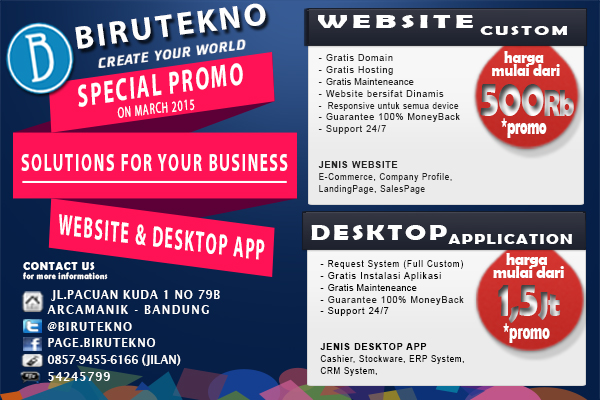 B
BIRUTEKNO
CREATE YOUR WORLD
SPECIAL PROMO
ON MARCH 2015
SOLUTIONS FOR YOUR BUSINESS
WEBSITE & DESKTOP APP
CONTACT US
for more informations
JL.PACUAN KUDA 1 NO 79B
ARCAMANIK - BANDUNG
@BIRUTEKNO
PAGE.BIRUTEKNO
0857-9455-6166 (JILAN)
54245799
WEBSITE CUSTOM
- Gratis Domain
- Gratis Hosting
- Gratis Mainteneance
- Website bersifat Dinamis
- Responsive untuk semua device
- Guarantee 100% MoneyBack
- Support 24/7
harga
mulai dari
500Rb
*promo
JENIS WEBSITE
E-Commerce, Company Profile,
LandingPage, SalesPage
DESKTOP APPLICATION
- Request System (Full Custom)
- Gratis Instalasi Aplikasi
- Gratis Mainteneance
- Guarantee 100% MoneyBack
- Support 24/7
harga
mulai dari
1,5Jt
*promo
JENIS DESKTOP APP
Cashier, Stockware, ERP System,
CRM System,